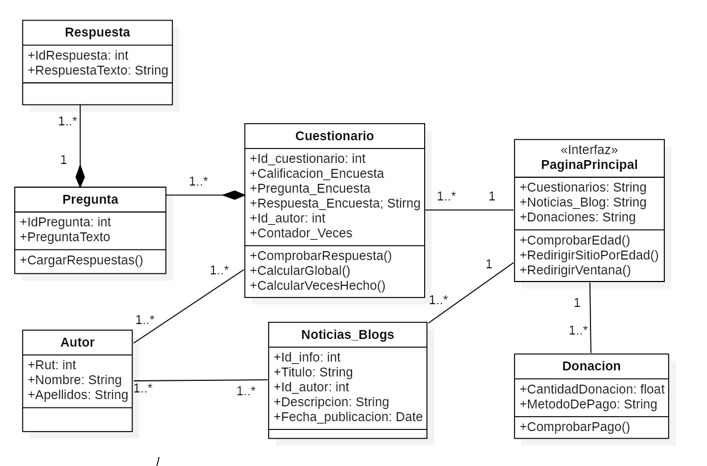 Respuesta
+IdRespuesta: int
+RespuestaTexto: String
1..*
1
Pregunta
+IdPregunta: int
+PreguntaTexto
+CargarRespuestas()
1..*
Cuestionario
+Id_cuestionario: int
+Calificacion_Encuesta
+Pregunta_Encuesta
+Respuesta_Encuesta; Stirng
+Id_autor: int
+Contador_Veces
+ComprobarRespuesta()
+CalcularGlobal()
+CalcularVecesHecho()
1..*
1
«Interfaz»
PaginaPrincipal
+Cuestionarios: String
+Noticias_Blog: String
+Donaciones: String
+ComprobarEdad()
+RedirigirSitioPorEdad()
+RedirigirVentana()
1..*
1..*
1
1..*
1
1..*
Autor
+Rut: int
+Nombre: String
+Apellidos: String
1..*
1..*
Noticias_Blogs
+Id_info: int
+Titulo: String
+Id_autor: int
+Descripcion: String
+Fecha_publicacion: Date
Donacion
+CantidadDonacion: float
+MetodoDePago: String
+ComprobarPago()
/